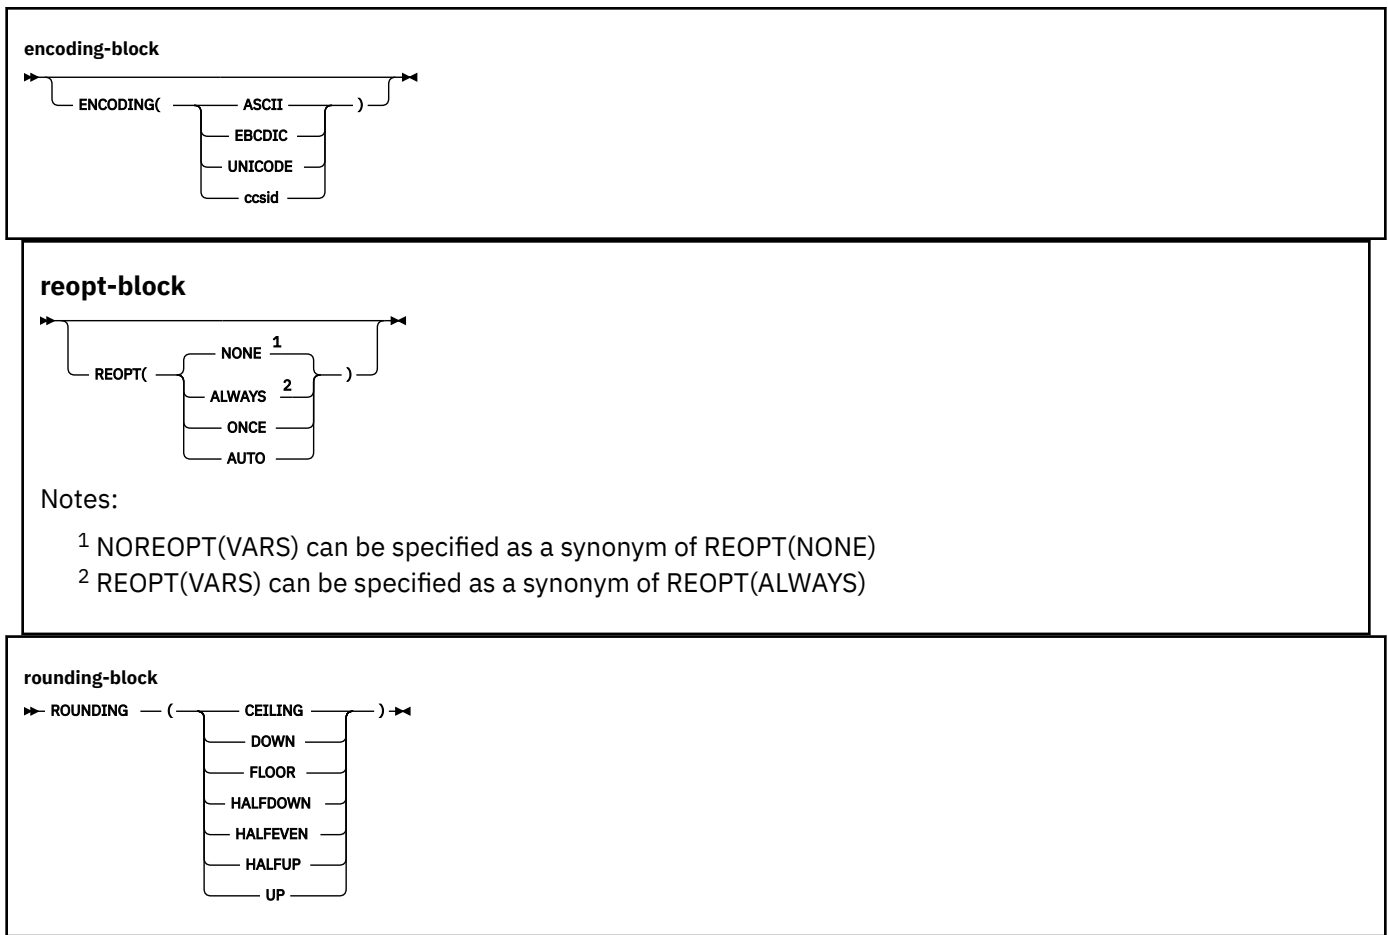 encoding-block
ENCODING( ASCII )
EBCDIC
UNICODE
ccsid
reopt-block
NONE 1
REOPT( )
ALWAYS 2
ONCE
AUTO
Notes:
1 NOREOPT(VARS) can be specified as a synonym of REOPT(NONE)
2 REOPT(VARS) can be specified as a synonym of REOPT(ALWAYS)
rounding-block
ROUNDING ( CEILING )
DOWN
FLOOR
HALFDOWN
HALFEVEN
HALFUP
UP